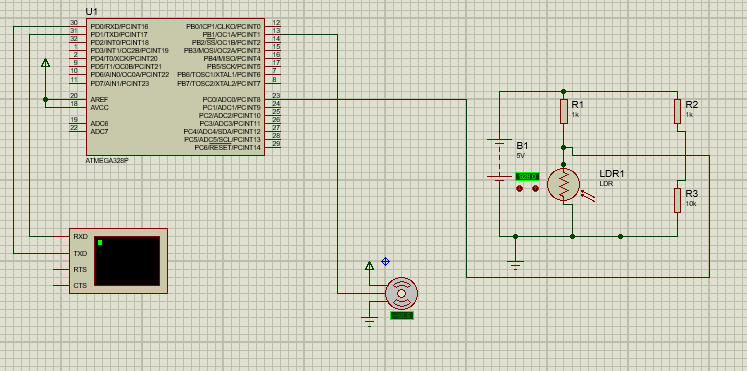 U1
30 PD0/RXD/PCINT16 PB0/ICP1/CLKO/PCINT0 12
31 PD1/TXD/PCINT17 PB1/OC1A/PCINT1 13
32 PD2/INT0/PCINT18 PB2/SS/OC1B/PCINT2 14
1 PD3/INT1/OC2B/PCINT19 PB3/MOSI/OC2A/PCINT3 15
2 PD4/T0/XCK/PCINT20 PB4/MISO/PCINT4 16
9 PD5/T1/OC0B/PCINT21 PB5/SCK/PCINT5 17
10 PD6/AIN0/OC0A/PCINT22 PB6/TOSC1/XTAL1/PCINT6 7
11 PD7/AIN1/PCINT23 PB7/TOSC2/XTAL2/PCINT7 8
20 AREF PC0/ADC0/PCINT8 23
18 AVCC PC1/ADC1/PCINT9 24
PC2/ADC2/PCINT10 25
19 ADC6 PC3/ADC3/PCINT11 26
22 ADC7 PC4/ADC4/SDA/PCINT12 27
PC5/ADC5/SCL/PCINT13 28
PC6/RESET/PCINT14 29
ATMEGA328P
R1
1k
R2
1k
B1
5V
LDR1
LDR
R3
10k
RXD
TXD
RTS
CTS